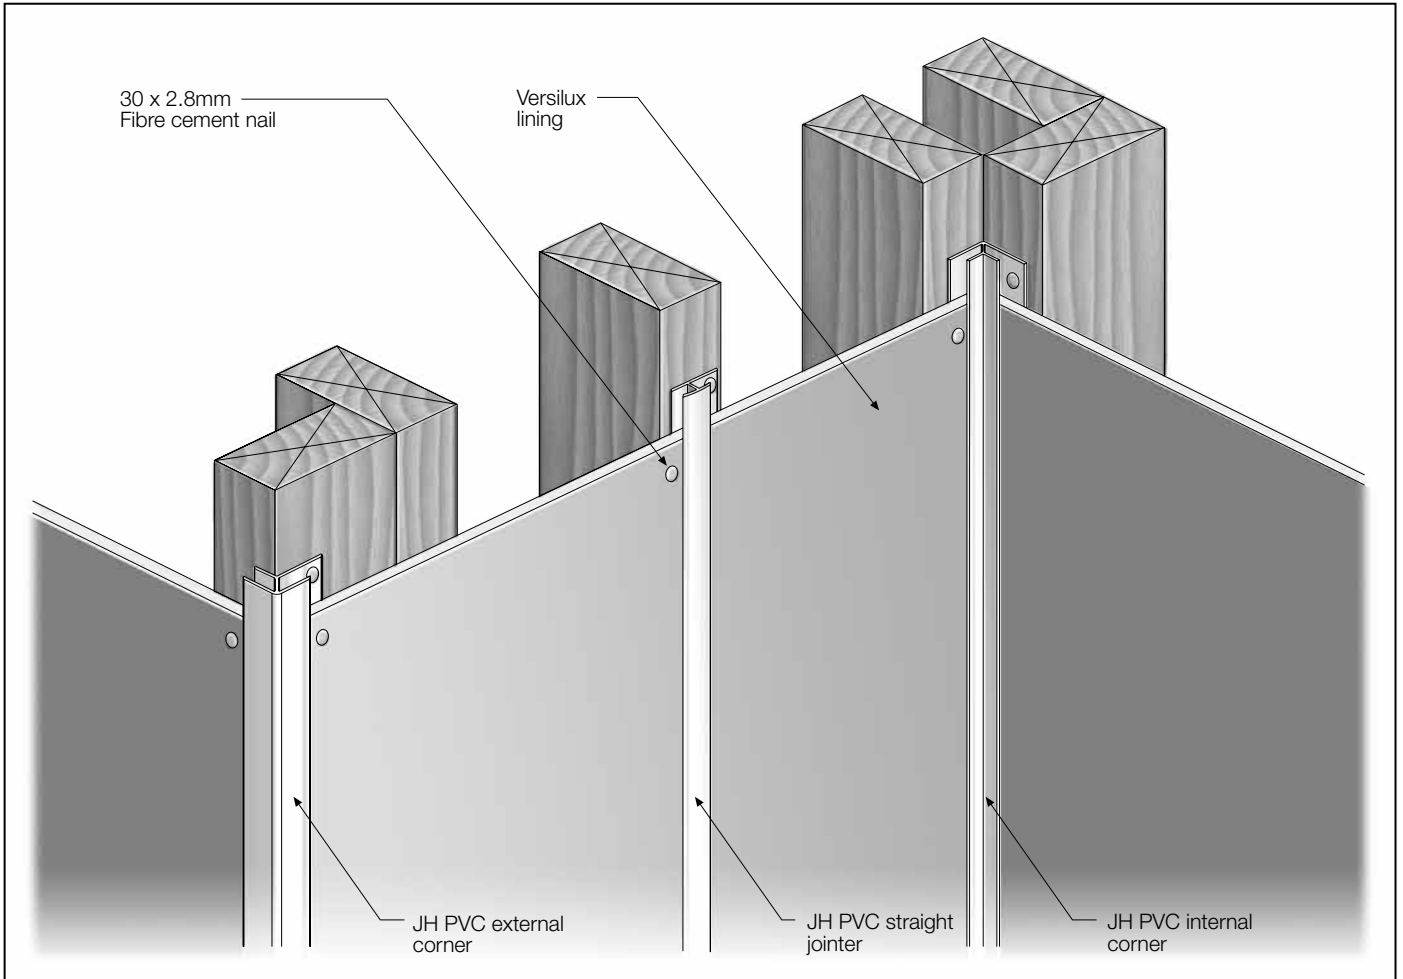 30 x 2.8mm
Fibre cement nail
Versilux
lining
JH PVC external
corner
JH PVC straight
jointer
JH PVC internal
corner